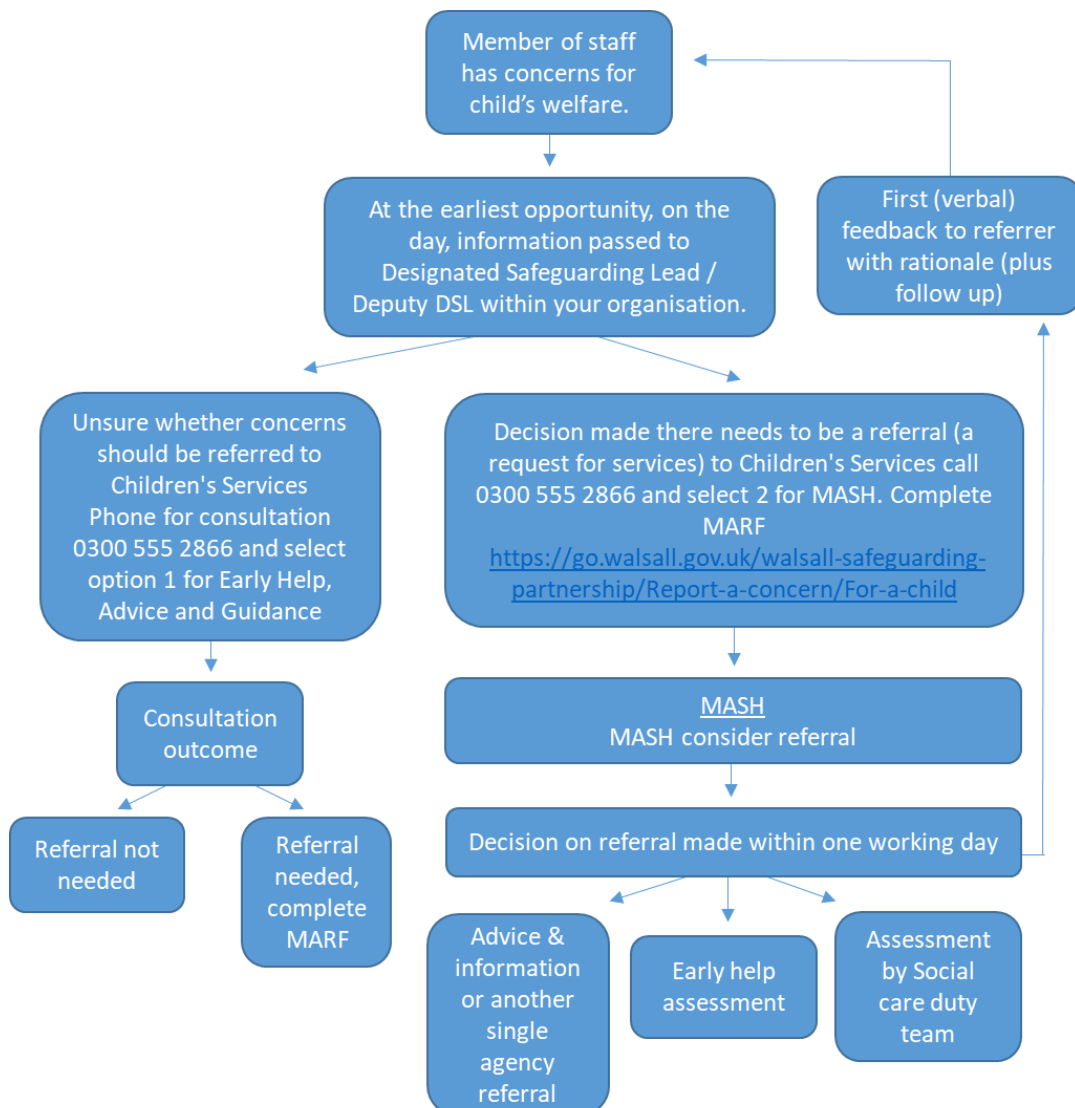 Member of staff
has concerns for
child's welfare.
At the earliest opportunity, on the
day, information passed to
Designated Safeguarding Lead /
Deputy DSL within your organisation.
First (verbal)
feedback to referrer
with rationale (plus
follow up)
Unsure whether concerns
should be referred to
Children's Services
Phone for consultation
0300 555 2866 and select
option 1 for Early Help,
Advice and Guidance
Decision made there needs to be a referral (a
request for services) to Children's Services call
0300 555 2866 and select 2 for MASH. Complete
MARF
https://go.walsall.gov.uk/walsall-safeguarding-
partnership/Report-a-concern/For-a-child
Consultation
outcome
MASH
MASH consider referral
Referral not
needed
Referral
needed,
complete
MARF
Decision on referral made within one working day
Advice &
information
or another
single
agency
referral
Early help
assessment
Assessment
by Social
care duty
team